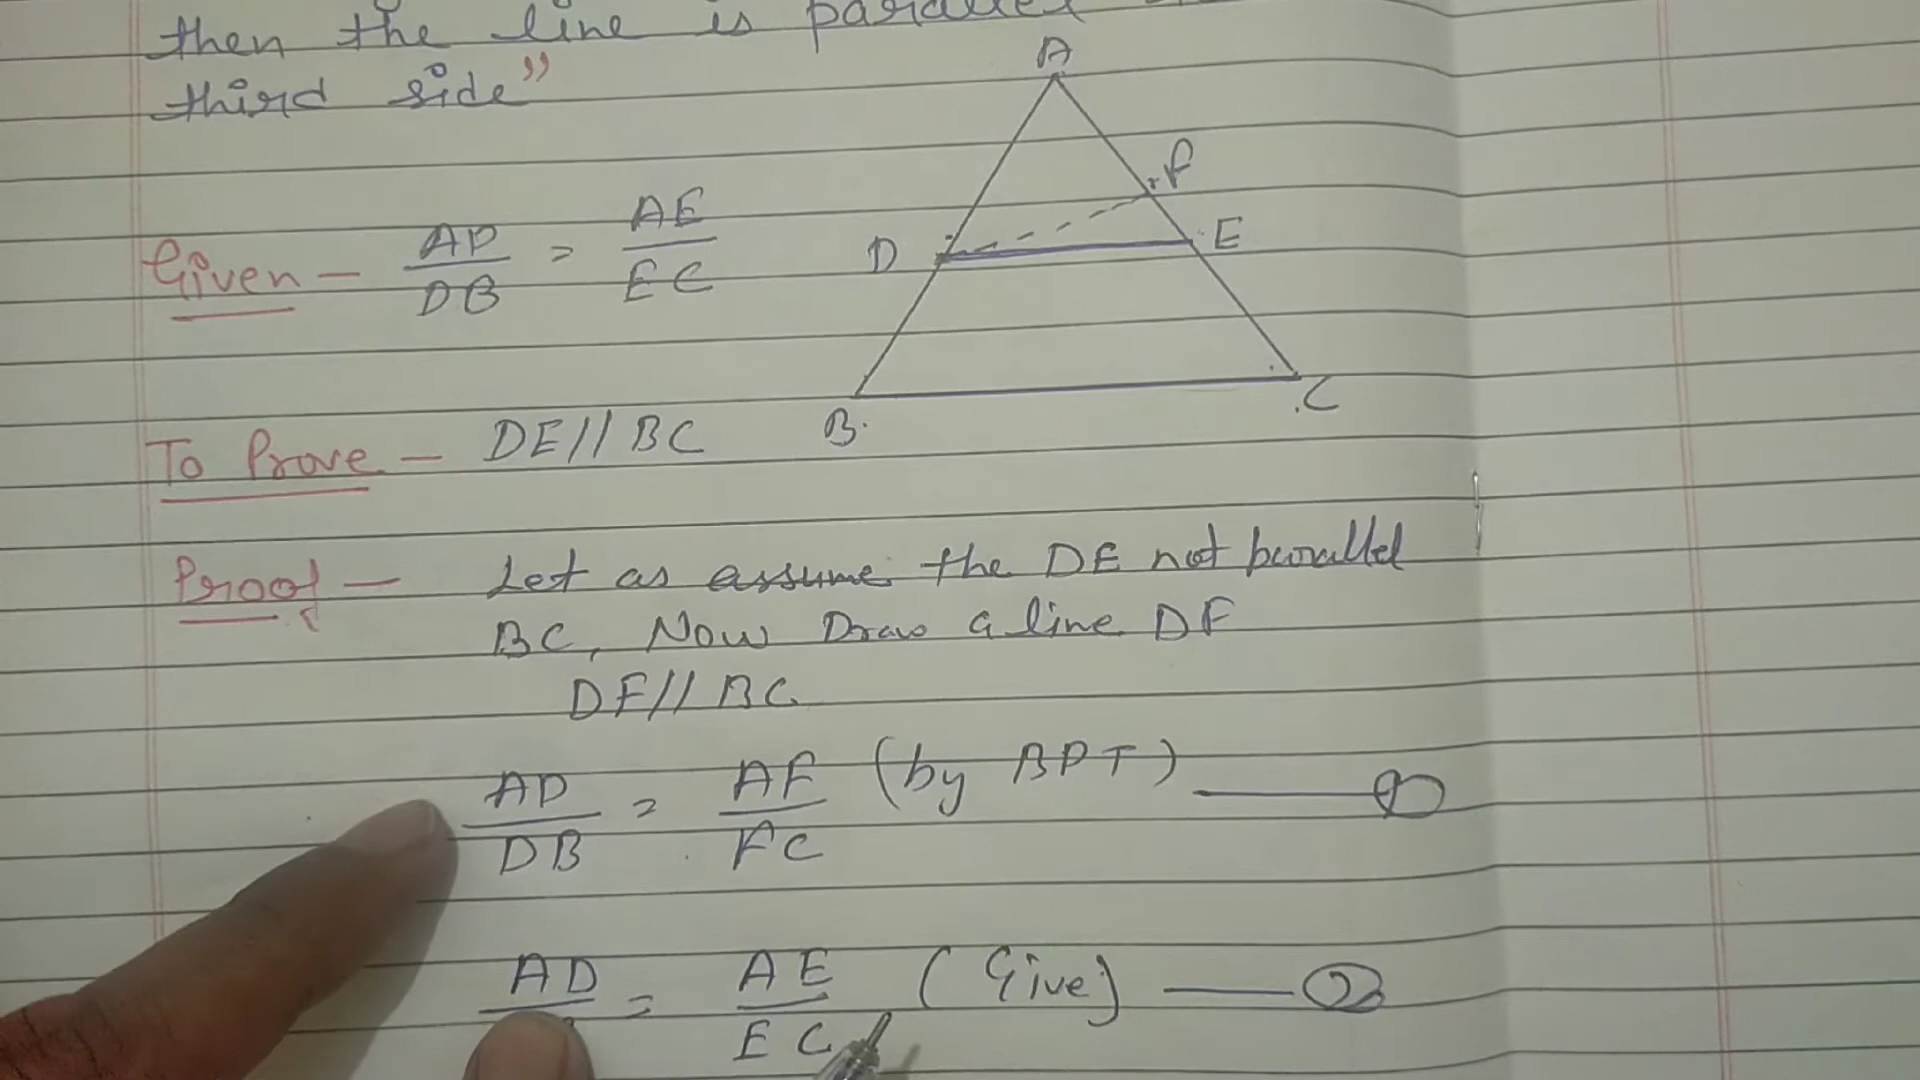 then the line is parallel
third side"
A
F
D
E
B
C
Given - AD/DB = AE/EC
To Prove - DE//BC
Proof - Let as assume the DE not parallel
BC, Now Draw a line DF
DF//BC
AD/DB = AF/FC (by BPT) — 1
AD = AE/EC (Give) — 2